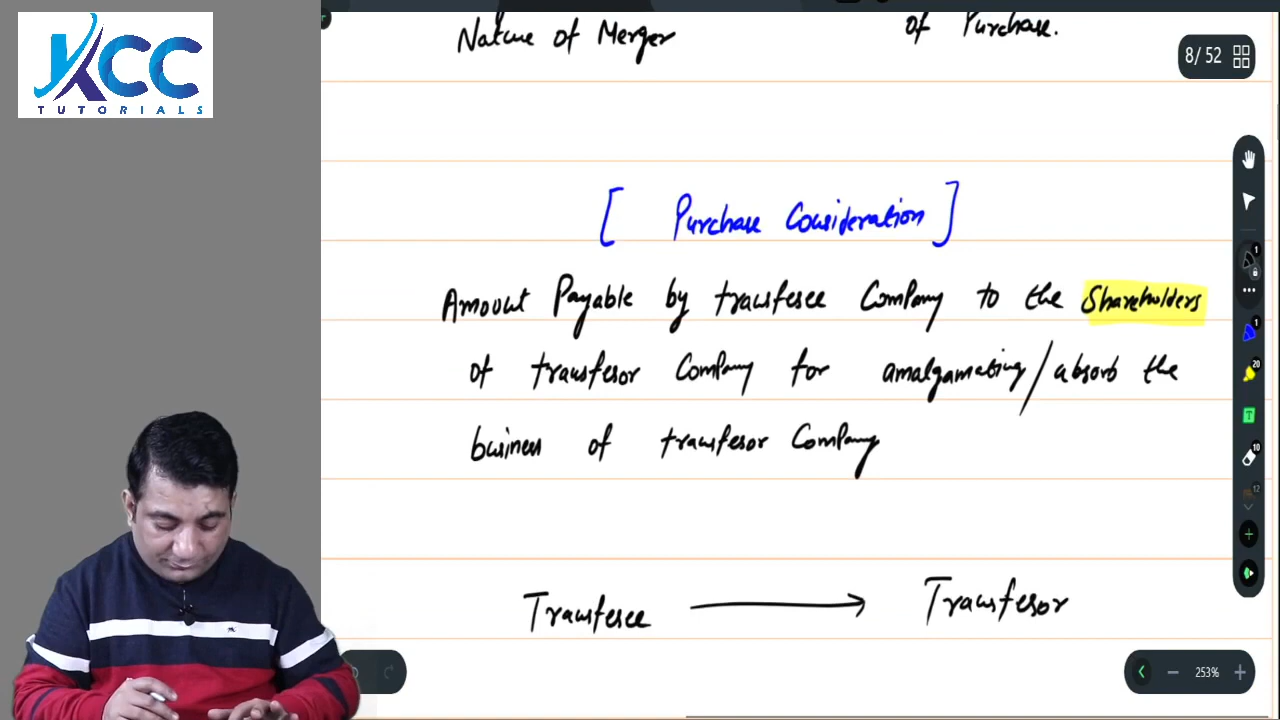 KCC
TUTORIALS
Nature of Merger
of Purchase.
8/ 52
[ Purchase Consideration ]
Amount Payable by transferee Company to the Shareholders
of transferor Company for amalgamating/absorb the
business of transferor Company
Transferee → Transferor
253%